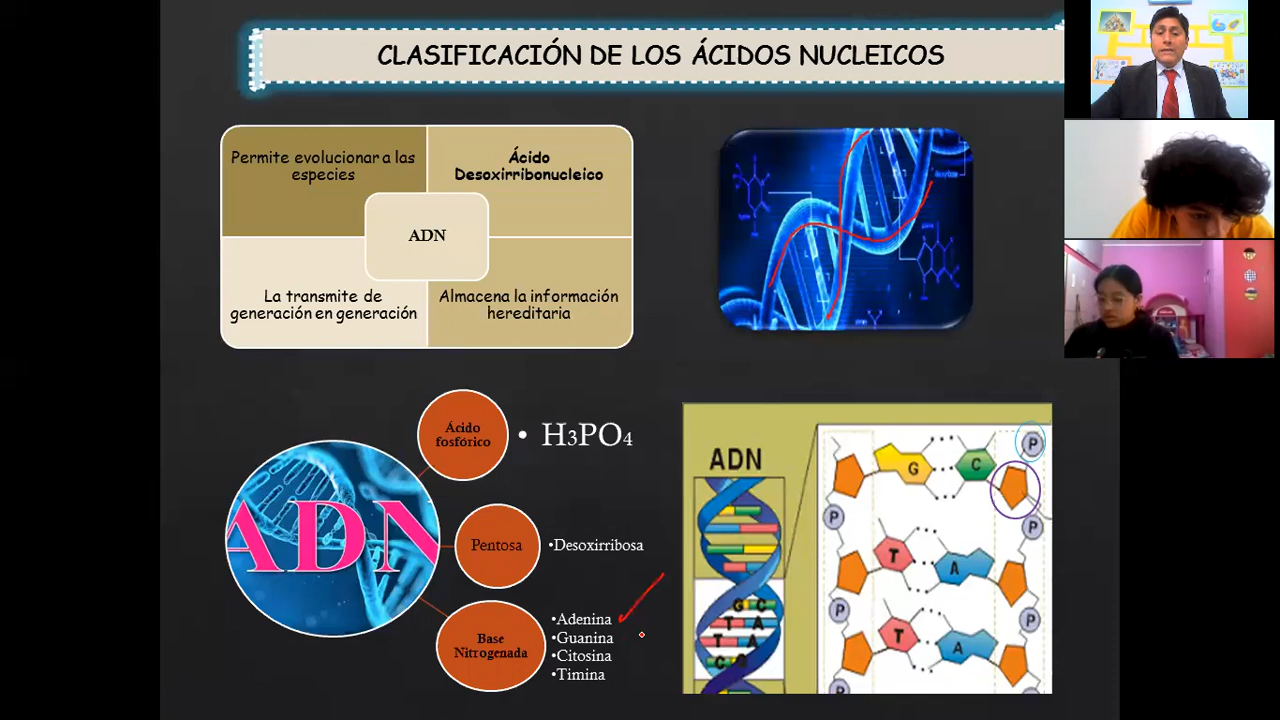 CLASIFICACIÓN DE LOS ÁCIDOS NUCLEICOS
Permite evolucionar a las
especies
Ácido
Desoxirribonucleico
ADN
La transmite de
generación en generación
Almacena la información
hereditaria
ADN
Ácido
fosfórico
• H3PO4
Pentosa
•Desoxirribosa
Base
Nitrogenada
•Adenina
•Guanina
•Citosina
•Timina
ADN
G C
T A
T A
C G
P
G C
P P
T A
P P
T A
P P